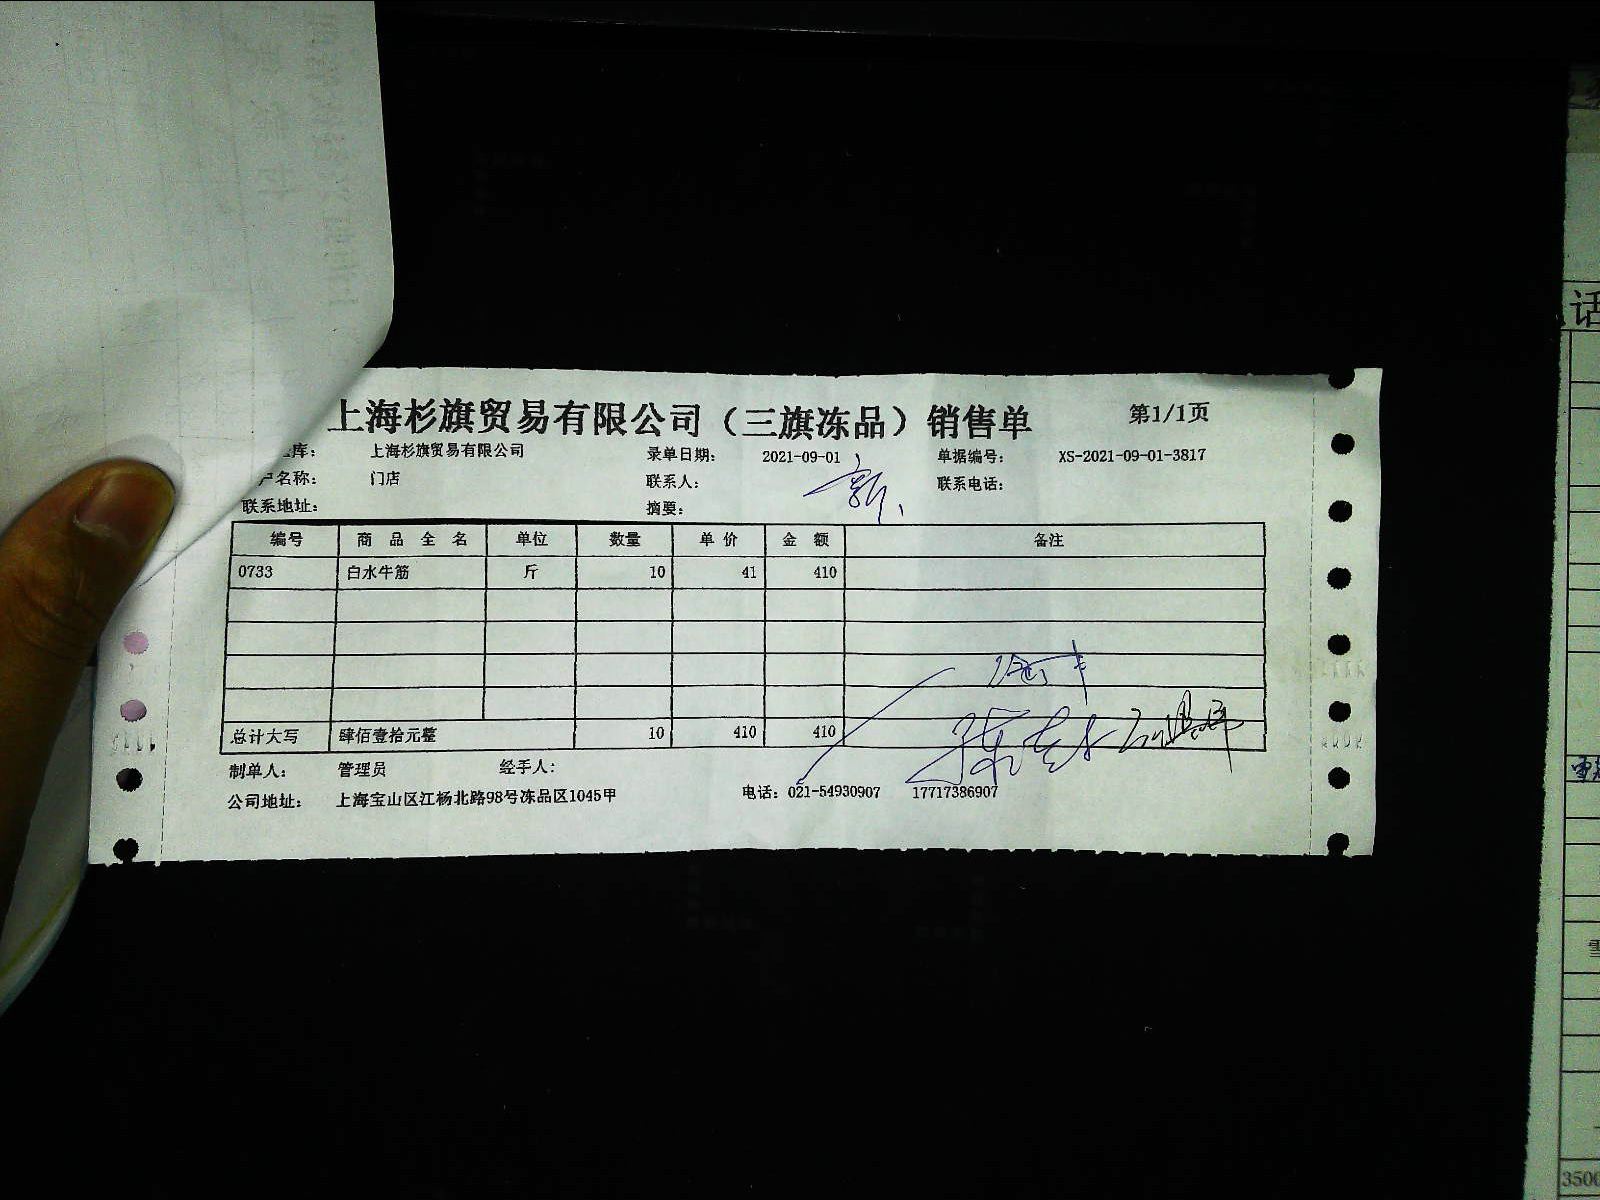 上海杉旗贸易有限公司（三旗冻品）销售单 第1/1页
库： 上海杉旗贸易有限公司 录单日期： 2021-09-01 单据编号： XS-2021-09-01-3817
户名称： 门店 联系人： 联系电话：
联系地址： 摘要：
编号 商品全名 单位 数量 单价 金额 备注
0733 白水牛筋 斤 10 41 410
总计大写 肆佰壹拾元整 10 410 410
制单人： 管理员 经手人：
公司地址： 上海宝山区江杨北路98号冻品区1045甲 电话：021-54930907 17717386907
话
3500